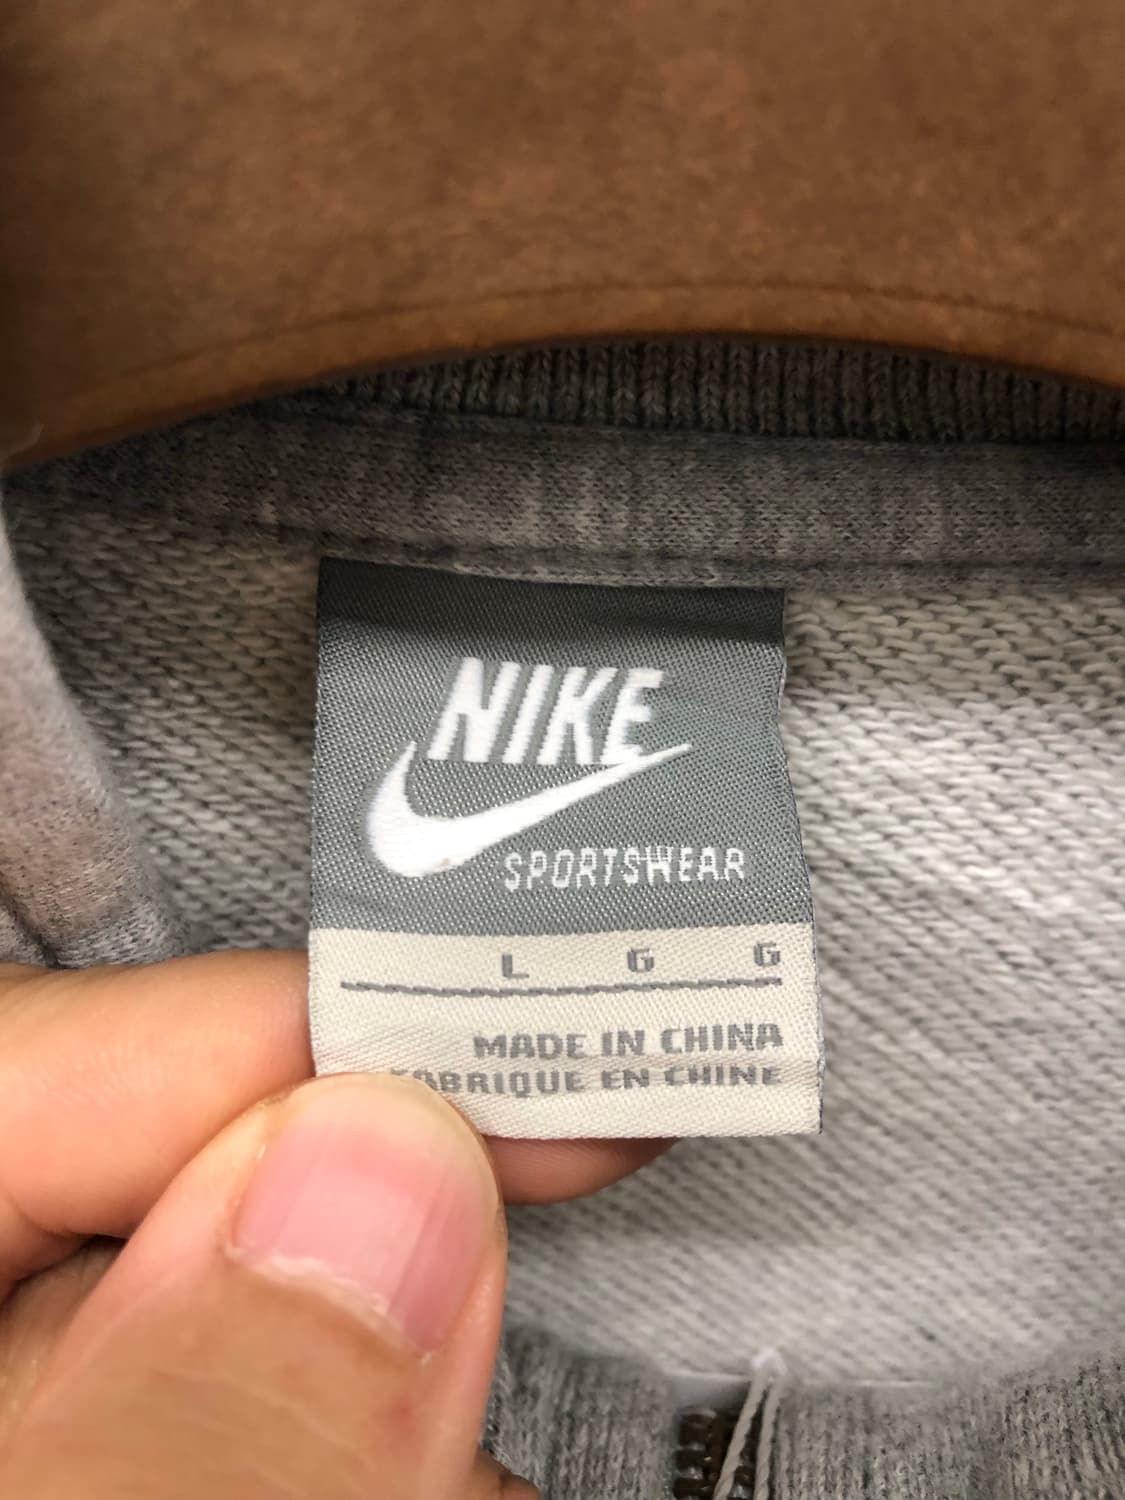 NIKE
SPORTSWEAR
L G G
MADE IN CHINA
FABRIQUE EN CHINE